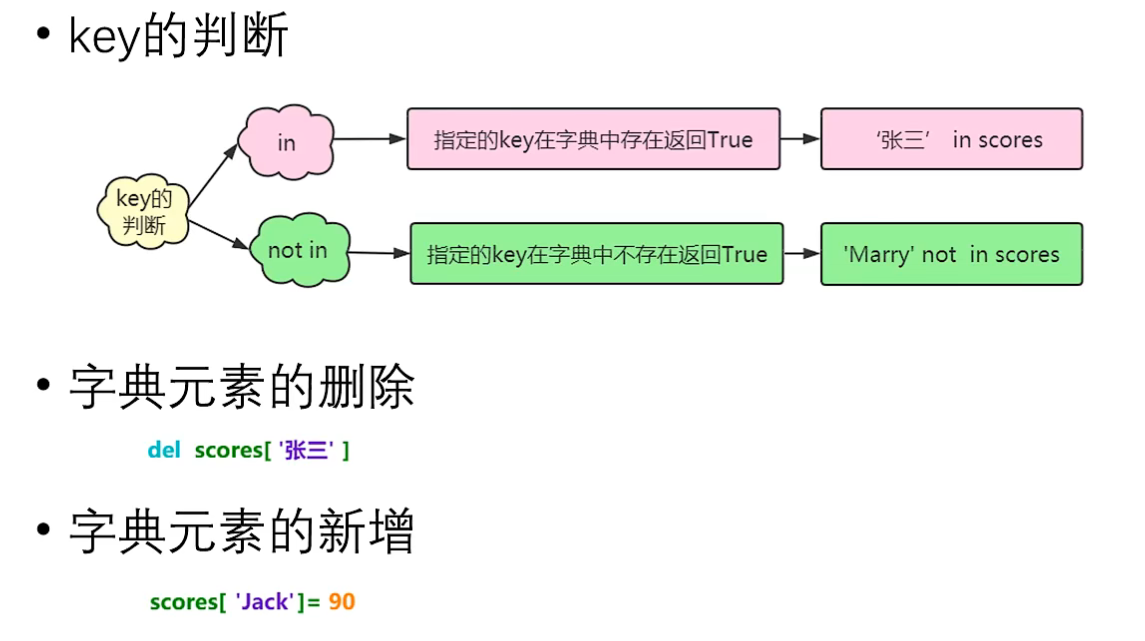 • key的判断
in
指定的key在字典中存在返回True
‘张三’ in scores
key的
判断
not in
指定的key在字典中不存在返回True
'Marry' not in scores
• 字典元素的删除
del scores[ '张三' ]
• 字典元素的新增
scores[ 'Jack']= 90